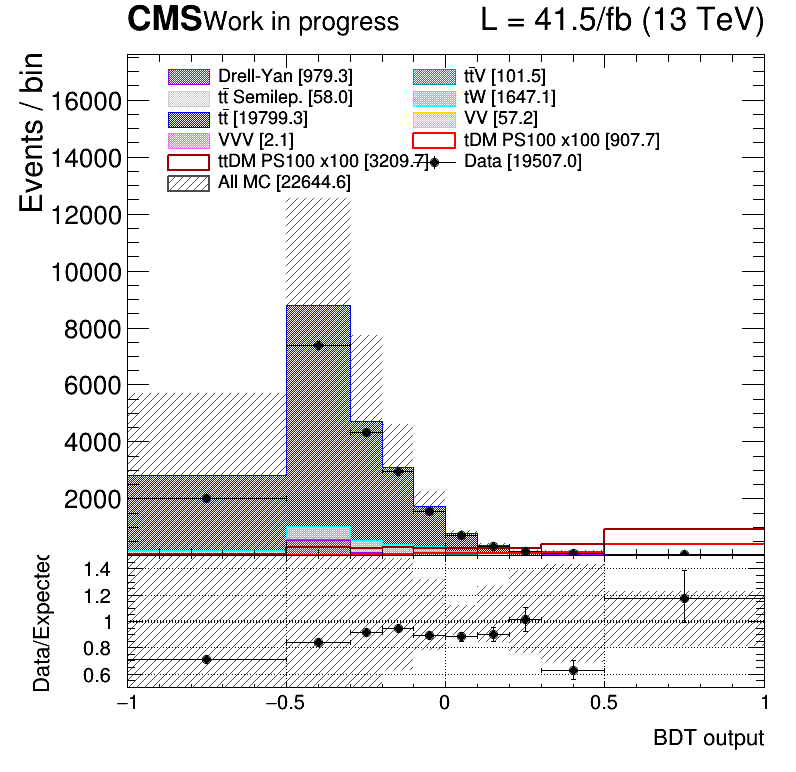 CMS Work in progress L = 41.5/fb (13 TeV)
Events / bin
16000
14000
12000
10000
8000
6000
4000
2000
Drell-Yan [979.3] tt̄V [101.5]
tt̄ Semilep. [58.0] tW [1647.1]
tt̄ [19799.3] VV [57.2]
VVV [2.1] tDM PS100 x100 [907.7]
ttDM PS100 x100 [3209.7] Data [19507.0]
All MC [22644.6]
Data/Expected
1.4
1.2
1
0.8
0.6
−1 −0.5 0 0.5 1
BDT output